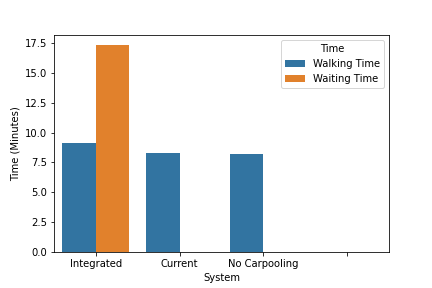 17.5
15.0
12.5
10.0
7.5
5.0
2.5
0.0
Time (Minutes)
Time
Walking Time
Waiting Time
Integrated Current No Carpooling
System